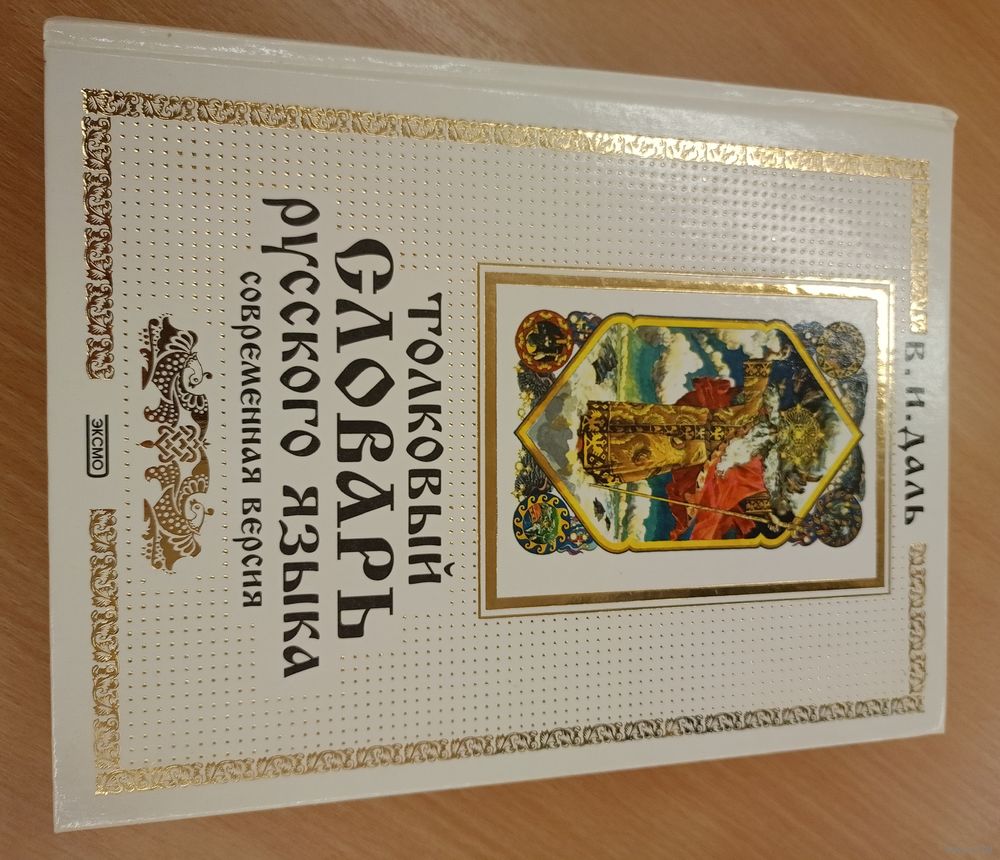 В. И. Даль
Толковый
словарь
русского языка
современная версия
ЭКСМО